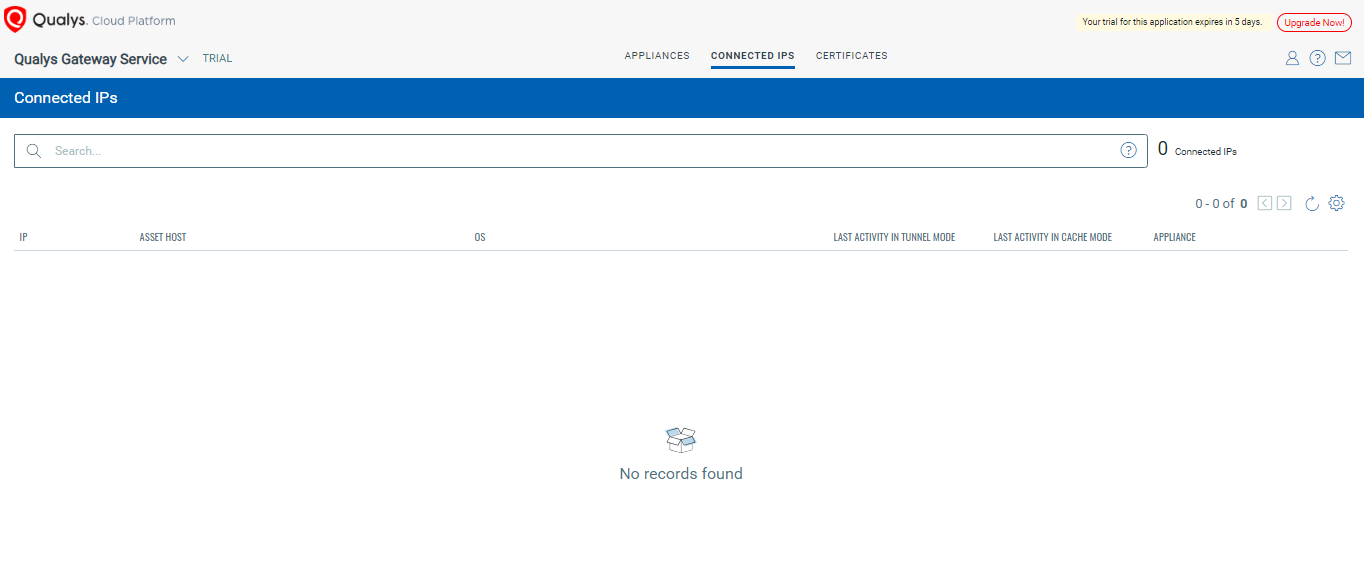 Qualys. Cloud Platform
Your trial for this application expires in 5 days. Upgrade Now!
Qualys Gateway Service TRIAL APPLIANCES CONNECTED IPS CERTIFICATES ?
Connected IPs
Search... ? 0 Connected IPs
0 - 0 of 0
IP ASSET HOST OS LAST ACTIVITY IN TUNNEL MODE LAST ACTIVITY IN CACHE MODE APPLIANCE
No records found